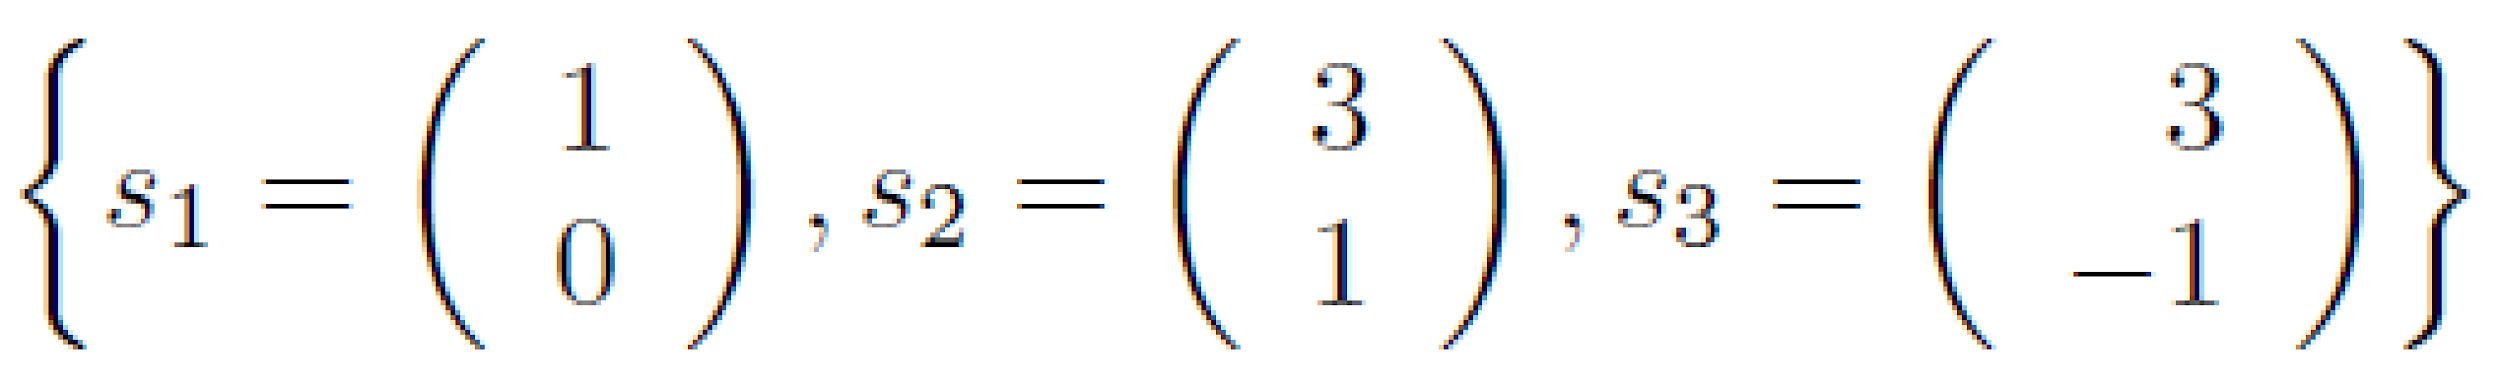 {s₁ = (1 0), s₂ = (3 1), s₃ = (3 −1)}